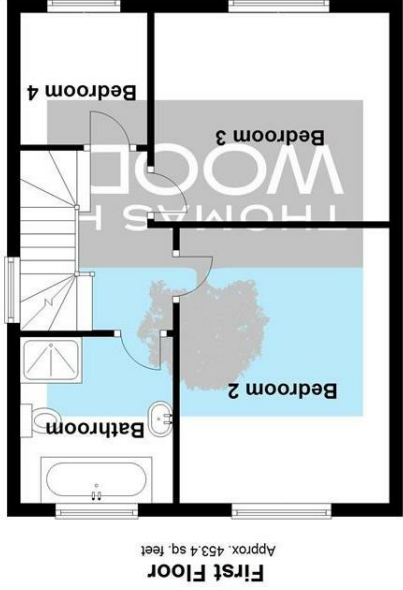 First Floor
Approx. 453.4 sq. feet
Bathroom
Bedroom 2
THOMAS H
WOOD
Bedroom 3
Bedroom 4